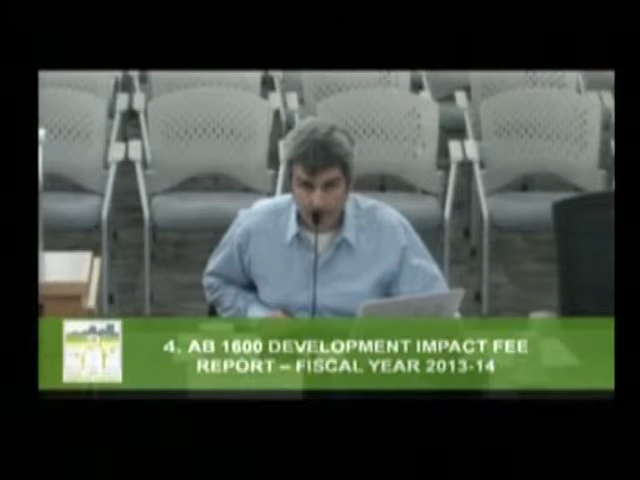 4. AB 1600 DEVELOPMENT IMPACT FEE
REPORT – FISCAL YEAR 2013-14